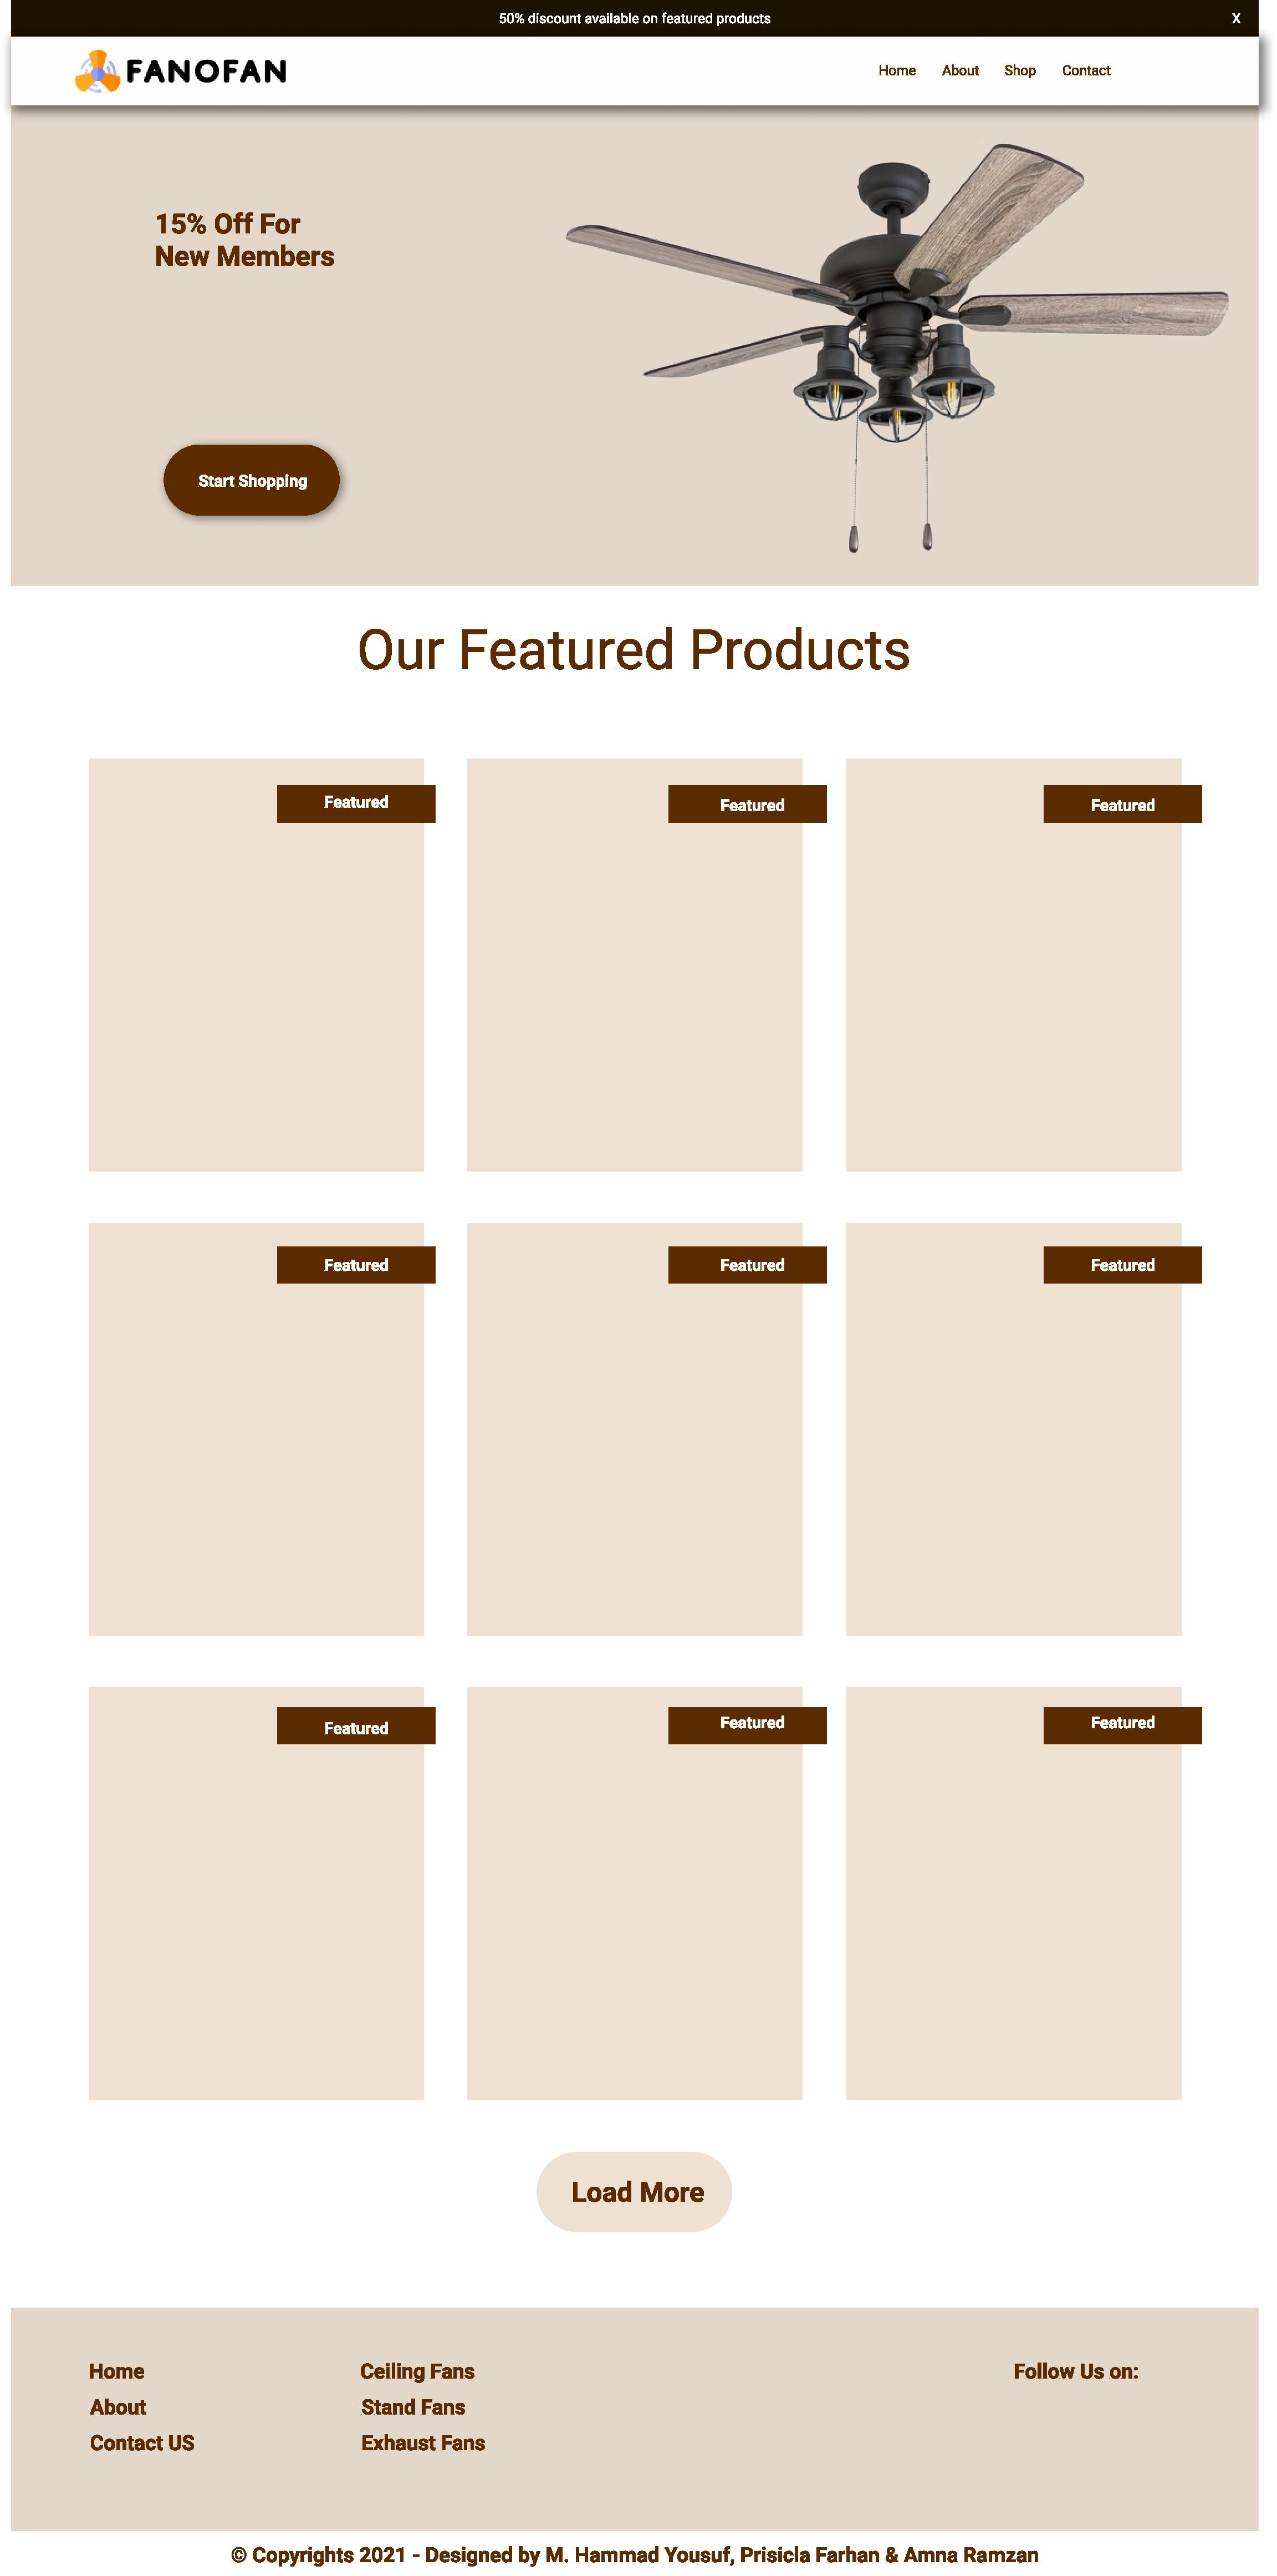 50% discount available on featured products
X
FANOFAN
Home
About
Shop
Contact
15% Off For
New Members
Start Shopping
Our Featured Products
Featured
Featured
Featured
Featured
Featured
Featured
Featured
Featured
Featured
Load More
Home
About
Contact US
Ceiling Fans
Stand Fans
Exhaust Fans
Follow Us on:
© Copyrights 2021 - Designed by M. Hammad Yousuf, Prisicla Farhan & Amna Ramzan